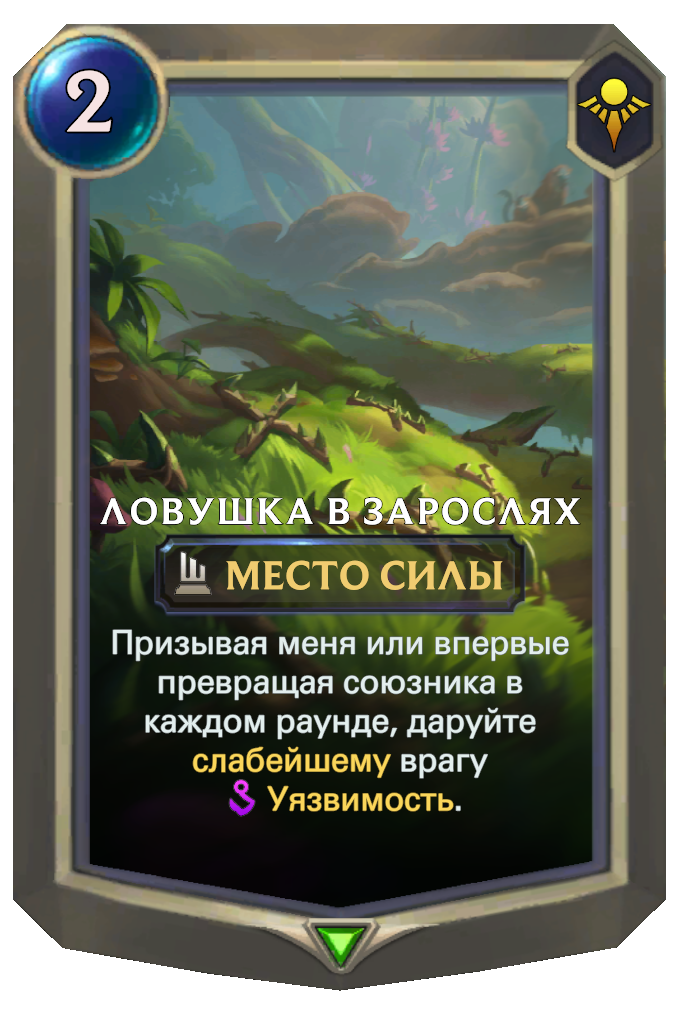 2
ЛОВУШКА В ЗАРОСЛЯХ
МЕСТО СИЛЫ
Призывая меня или впервые
превращая союзника в
каждом раунде, даруйте
слабейшему врагу
Уязвимость.